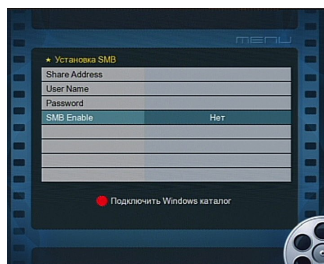 MENU
★ Установка SMB
Share Address
User Name
Password
SMB Enable Нет
Подключить Windows каталог